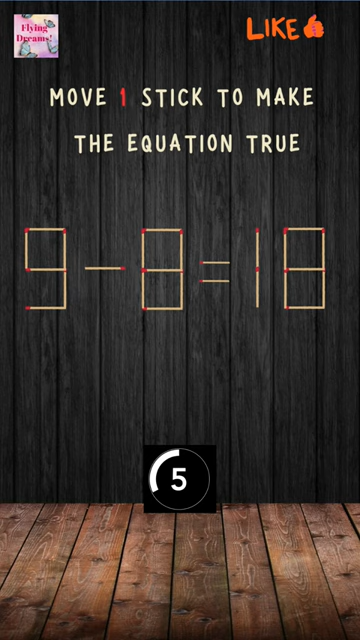 Flying
Dreams!
LIKE
MOVE 1 STICK TO MAKE
THE EQUATION TRUE
9-8=18
5